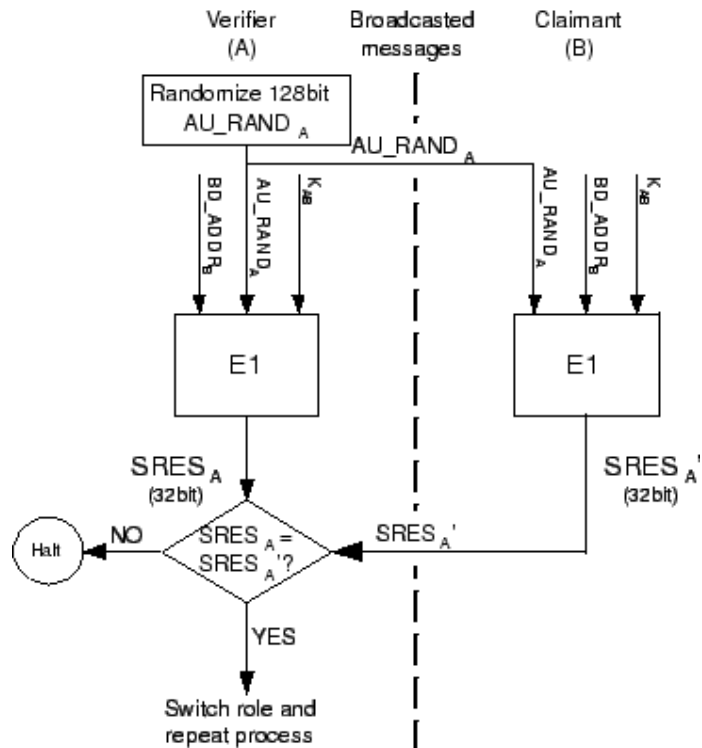 Verifier
(A)
Broadcasted
messages
Claimant
(B)
Randomize 128bit
AU_RAND A
AU_RAND A
BD_ADDR B
AU_RAND A
K AB
AU_RAND A
BD_ADDR B
K AB
E1
E1
SRES A
(32bit)
SRES A'
(32bit)
NO
Halt
SRES A =
SRES A'?
SRES A'
YES
Switch role and
repeat process